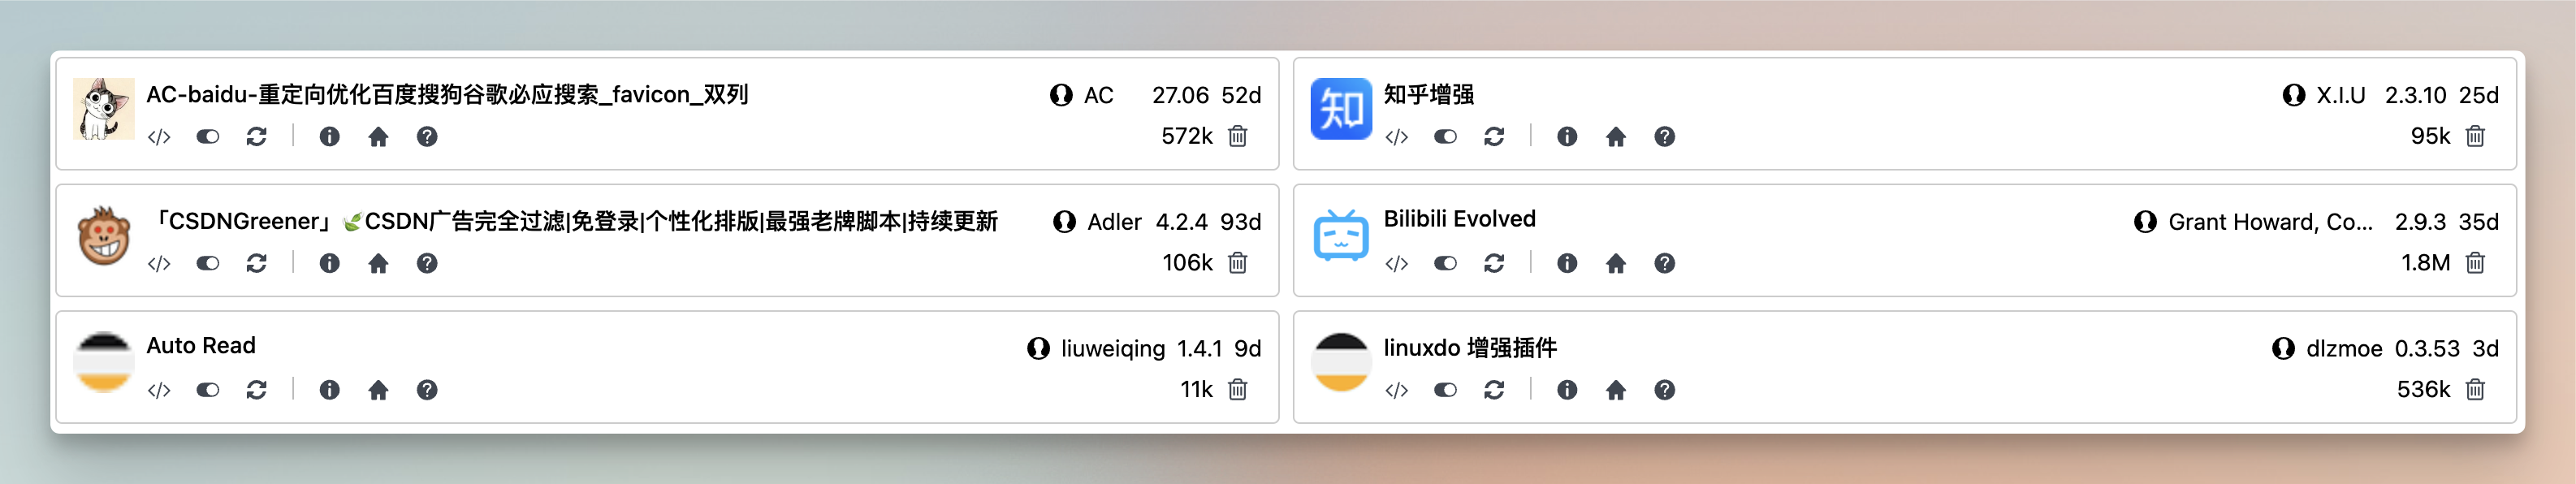 AC-baidu-重定向优化百度搜狗谷歌必应搜索_favicon_双列 AC 27.06 52d
572k
知 知乎增强 X.I.U 2.3.10 25d
95k
「CSDNGreener」🍃CSDN广告完全过滤|免登录|个性化排版|最强老牌脚本|持续更新 Adler 4.2.4 93d
106k
Bilibili Evolved Grant Howard, Co... 2.9.3 35d
1.8M
Auto Read liuweiqing 1.4.1 9d
11k
linuxdo 增强插件 dlzmoe 0.3.53 3d
536k